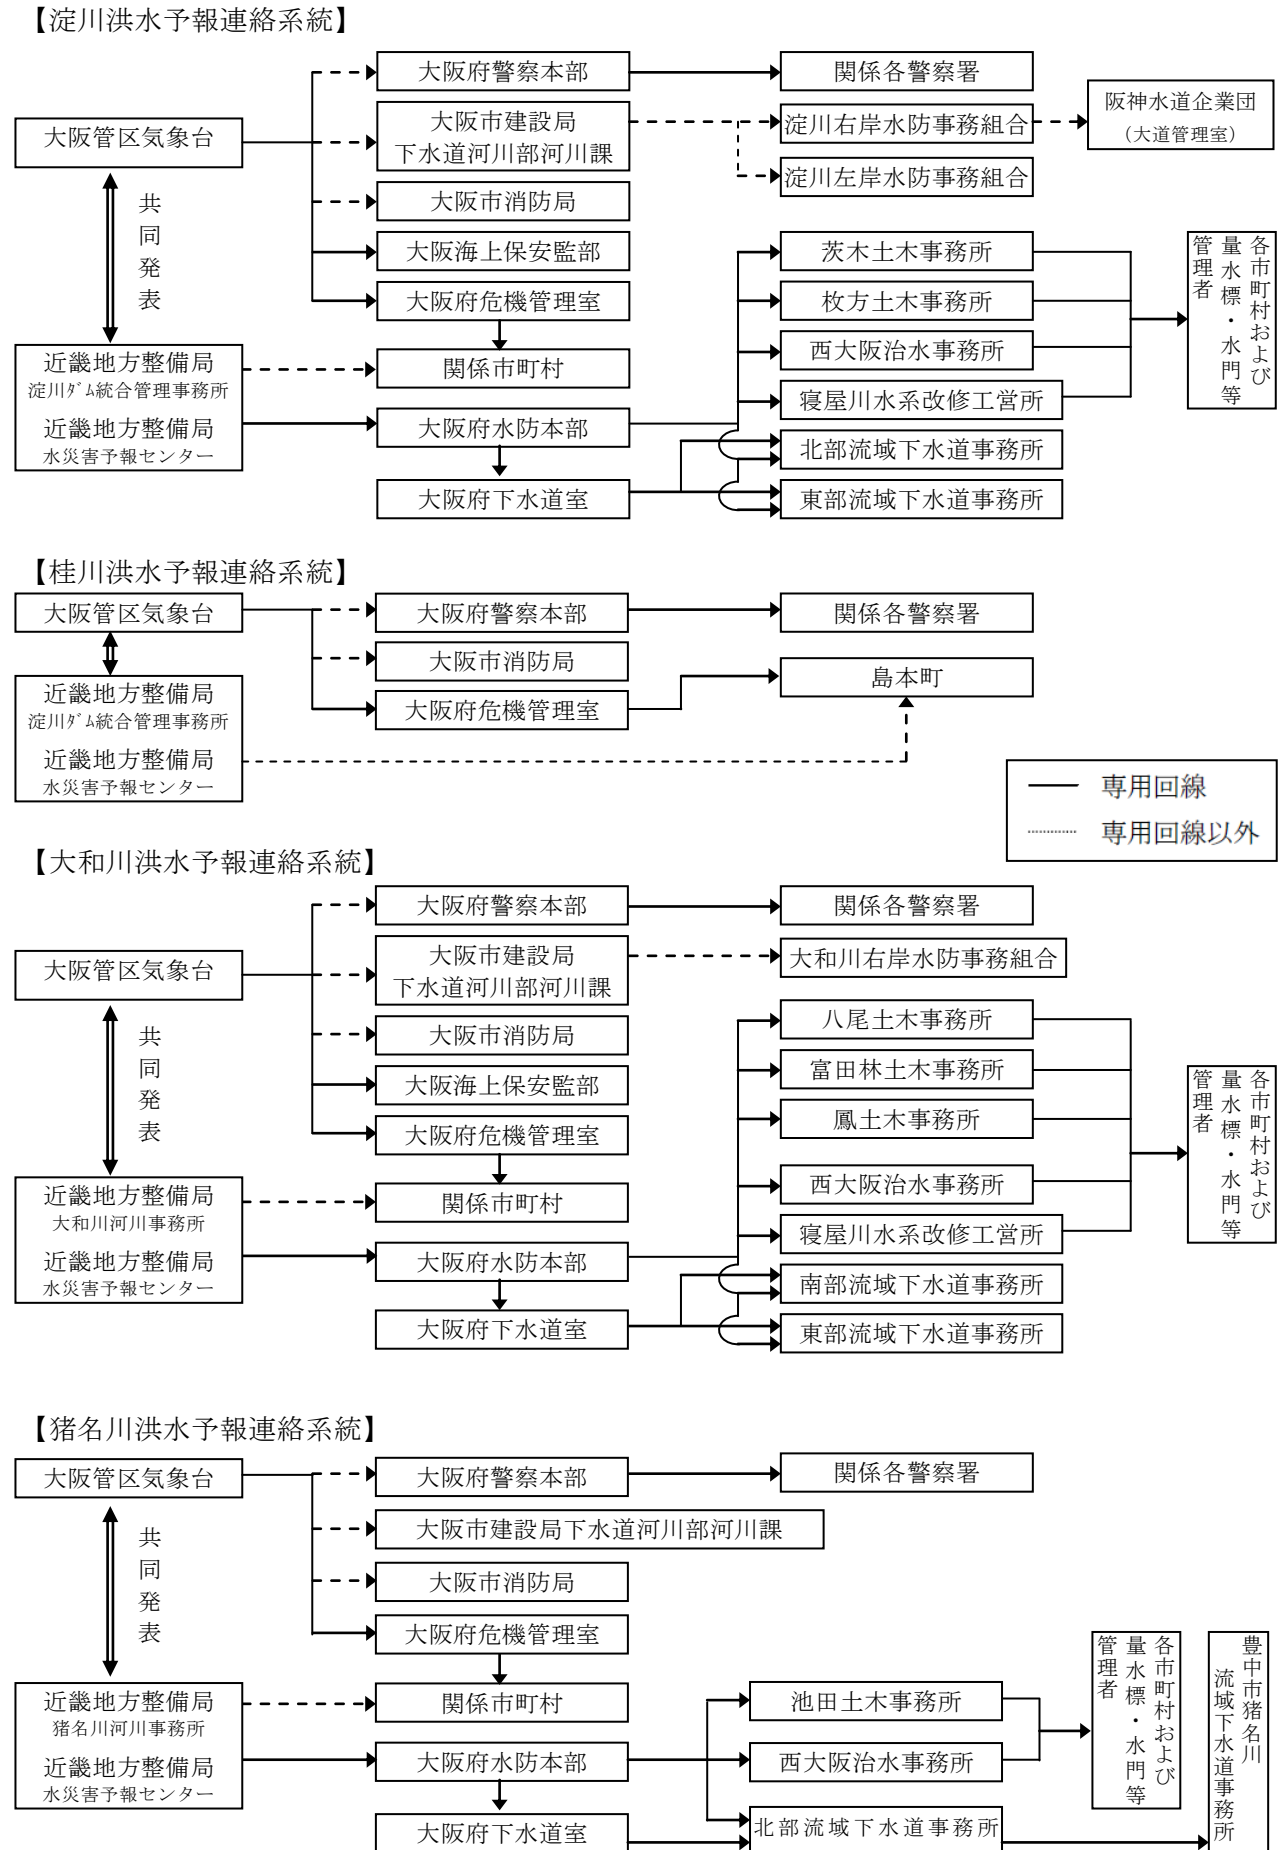 【淀川洪水予報連絡系統】
大阪管区気象台
共同発表
近畿地方整備局
淀川ﾀﾞﾑ統合管理事務所
近畿地方整備局
水災害予報センター
大阪府警察本部
大阪市建設局
下水道河川部河川課
大阪市消防局
大阪海上保安監部
大阪府危機管理室
関係市町村
大阪府水防本部
大阪府下水道室
関係各警察署
淀川右岸水防事務組合
淀川左岸水防事務組合
茨木土木事務所
枚方土木事務所
西大阪治水事務所
寝屋川水系改修工営所
北部流域下水道事務所
東部流域下水道事務所
阪神水道企業団
（大道管理室）
各市町村および
量水標・水門等
管理者
【桂川洪水予報連絡系統】
大阪管区気象台
近畿地方整備局
淀川ﾀﾞﾑ統合管理事務所
近畿地方整備局
水災害予報センター
大阪府警察本部
大阪市消防局
大阪府危機管理室
関係各警察署
島本町
専用回線
専用回線以外
【大和川洪水予報連絡系統】
大阪管区気象台
共同発表
近畿地方整備局
大和川河川事務所
近畿地方整備局
水災害予報センター
大阪府警察本部
大阪市建設局
下水道河川部河川課
大阪市消防局
大阪海上保安監部
大阪府危機管理室
関係市町村
大阪府水防本部
大阪府下水道室
関係各警察署
大和川右岸水防事務組合
八尾土木事務所
富田林土木事務所
鳳土木事務所
西大阪治水事務所
寝屋川水系改修工営所
南部流域下水道事務所
東部流域下水道事務所
各市町村および
量水標・水門等
管理者
【猪名川洪水予報連絡系統】
大阪管区気象台
共同発表
近畿地方整備局
猪名川河川事務所
近畿地方整備局
水災害予報センター
大阪府警察本部
大阪市建設局下水道河川部河川課
大阪市消防局
大阪府危機管理室
関係市町村
大阪府水防本部
大阪府下水道室
関係各警察署
池田土木事務所
西大阪治水事務所
北部流域下水道事務所
各市町村および
量水標・水門等
管理者
豊中市猪名川
流域下水道事務所